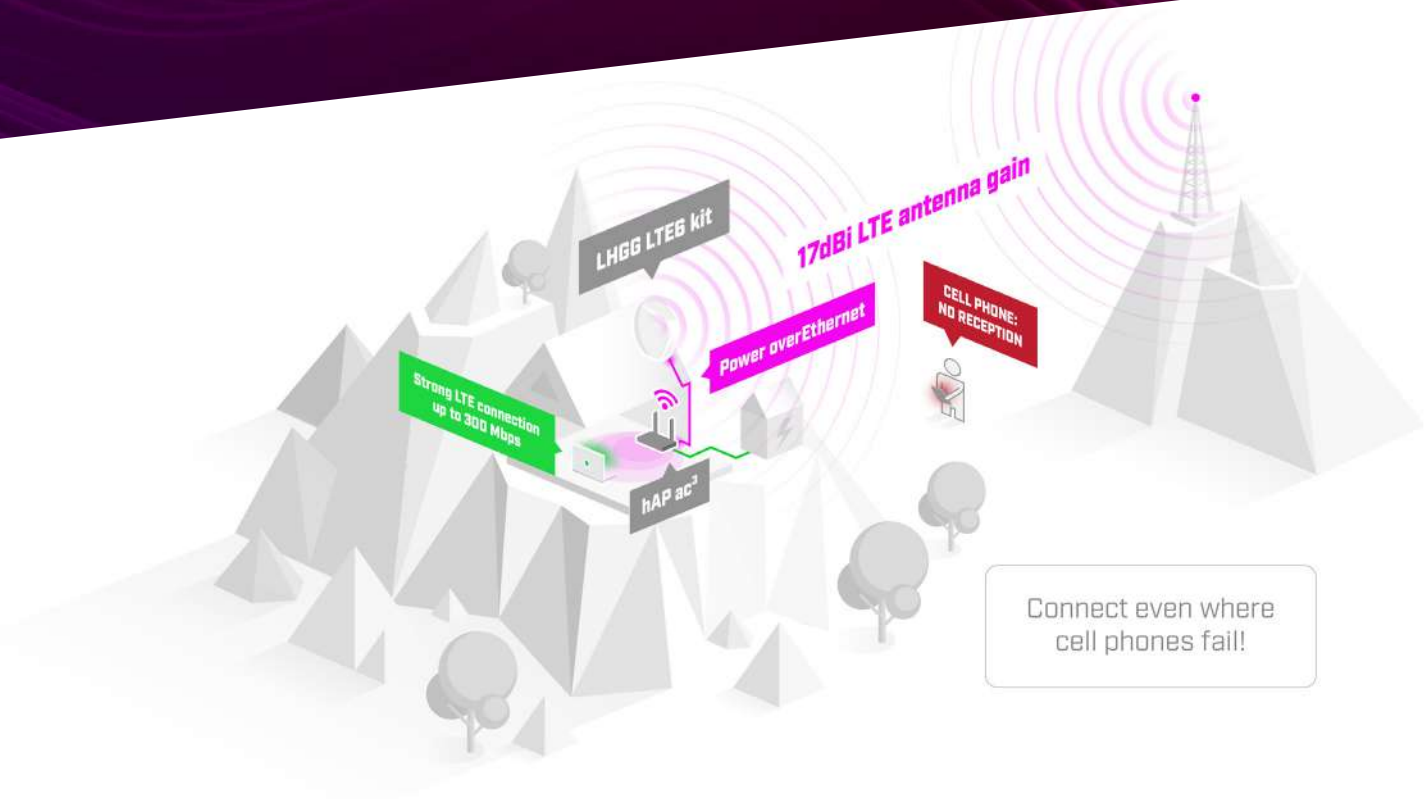 LHGG LTE6 kit
17dBi LTE antenna gain
CELL PHONE:
NO RECEPTION
Power overEthernet
Strong LTE connection
up to 300 Mbps
hAP ac³
Connect even where
cell phones fail!